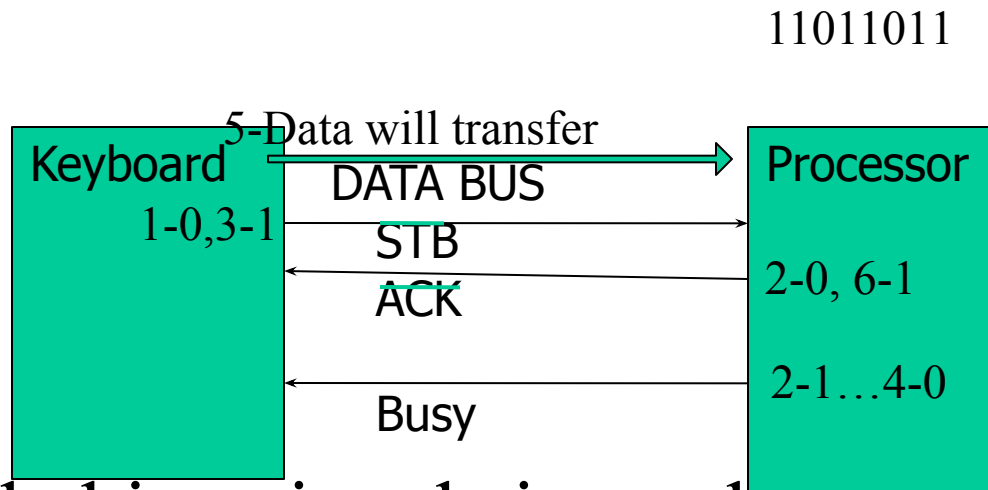 11011011
5-Data will transfer
Keyboard
Processor
DATA BUS
1-0,3-1
STB
2-0, 6-1
ACK
2-1…4-0
Busy